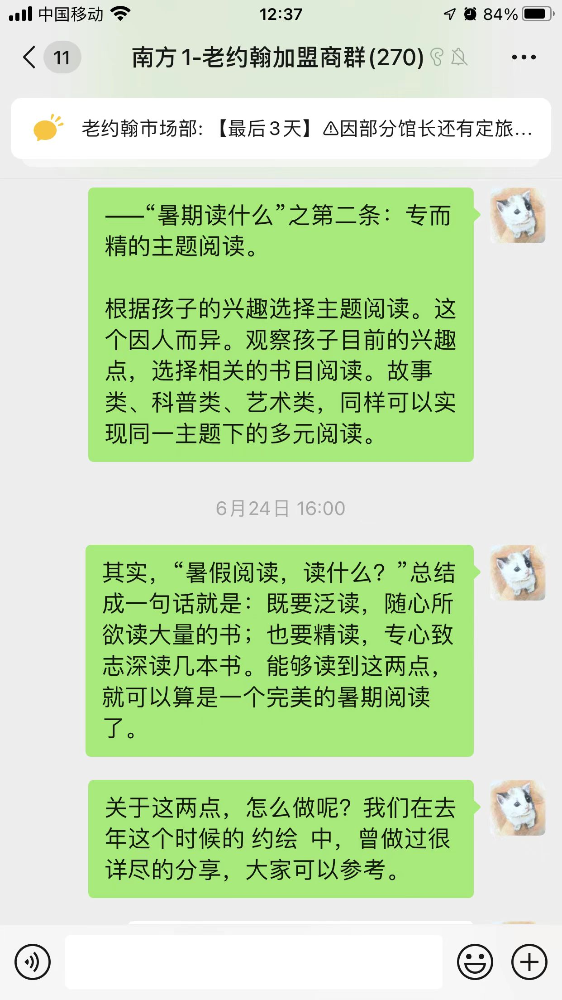 中国移动 12:37 84%
11 南方1-老约翰加盟商群(270)
老约翰市场部:【最后3天】⚠因部分馆长还有定旅...
——“暑期读什么”之第二条：专而
精的主题阅读。
根据孩子的兴趣选择主题阅读。这
个因人而异。观察孩子目前的兴趣
点，选择相关的书目阅读。故事
类、科普类、艺术类，同样可以实
现同一主题下的多元阅读。
6月24日 16:00
其实，“暑假阅读，读什么？”总结
成一句话就是：既要泛读，随心所
欲读大量的书；也要精读，专心致
志深读几本书。能够读到这两点，
就可以算是一个完美的暑期阅读
了。
关于这两点，怎么做呢？我们在去
年这个时候的 约绘 中，曾做过很
详尽的分享，大家可以参考。